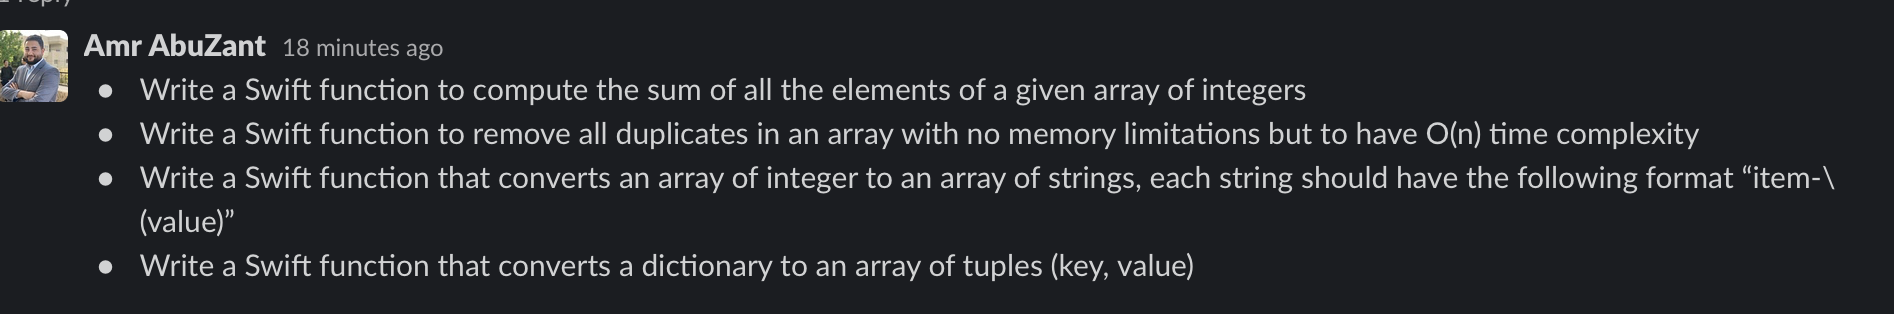 1 reply
Amr AbuZant 18 minutes ago
● Write a Swift function to compute the sum of all the elements of a given array of integers
● Write a Swift function to remove all duplicates in an array with no memory limitations but to have O(n) time complexity
● Write a Swift function that converts an array of integer to an array of strings, each string should have the following format “item-\
(value)”
● Write a Swift function that converts a dictionary to an array of tuples (key, value)